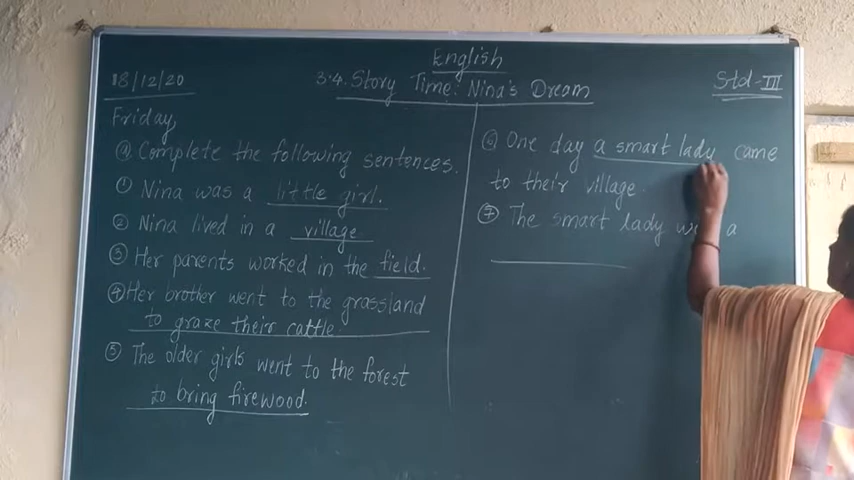 English
18/12/20
3.4. Story Time: Nina's Dream
Std-III
Friday
@ Complete the following sentences.
① Nina was a little girl.
② Nina lived in a village
③ Her parents worked in the field.
④ Her brother went to the grassland
to graze their cattle.
⑤ The older girls went to the forest
to bring firewood.
⑥ One day a smart lady came
to their village.
⑦ The smart lady a